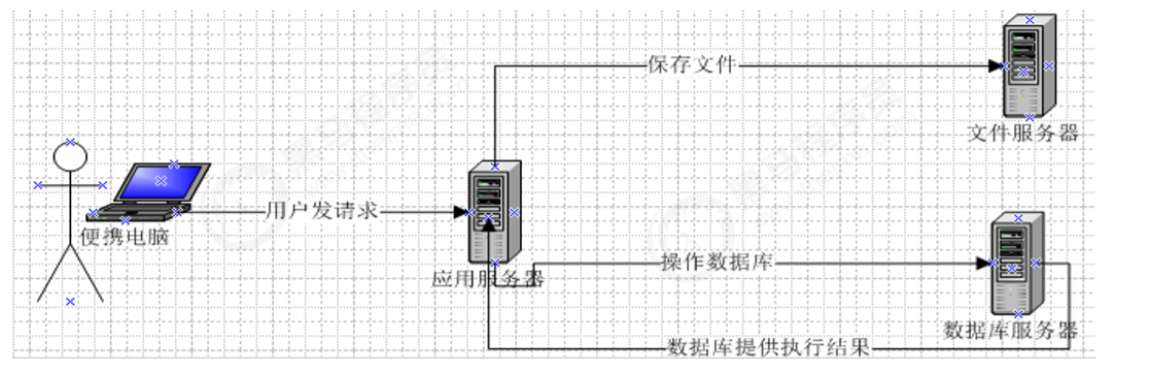 保存文件
文件服务器
用户发请求
便携电脑
应用服务器
操作数据库
数据库服务器
数据库提供执行结果